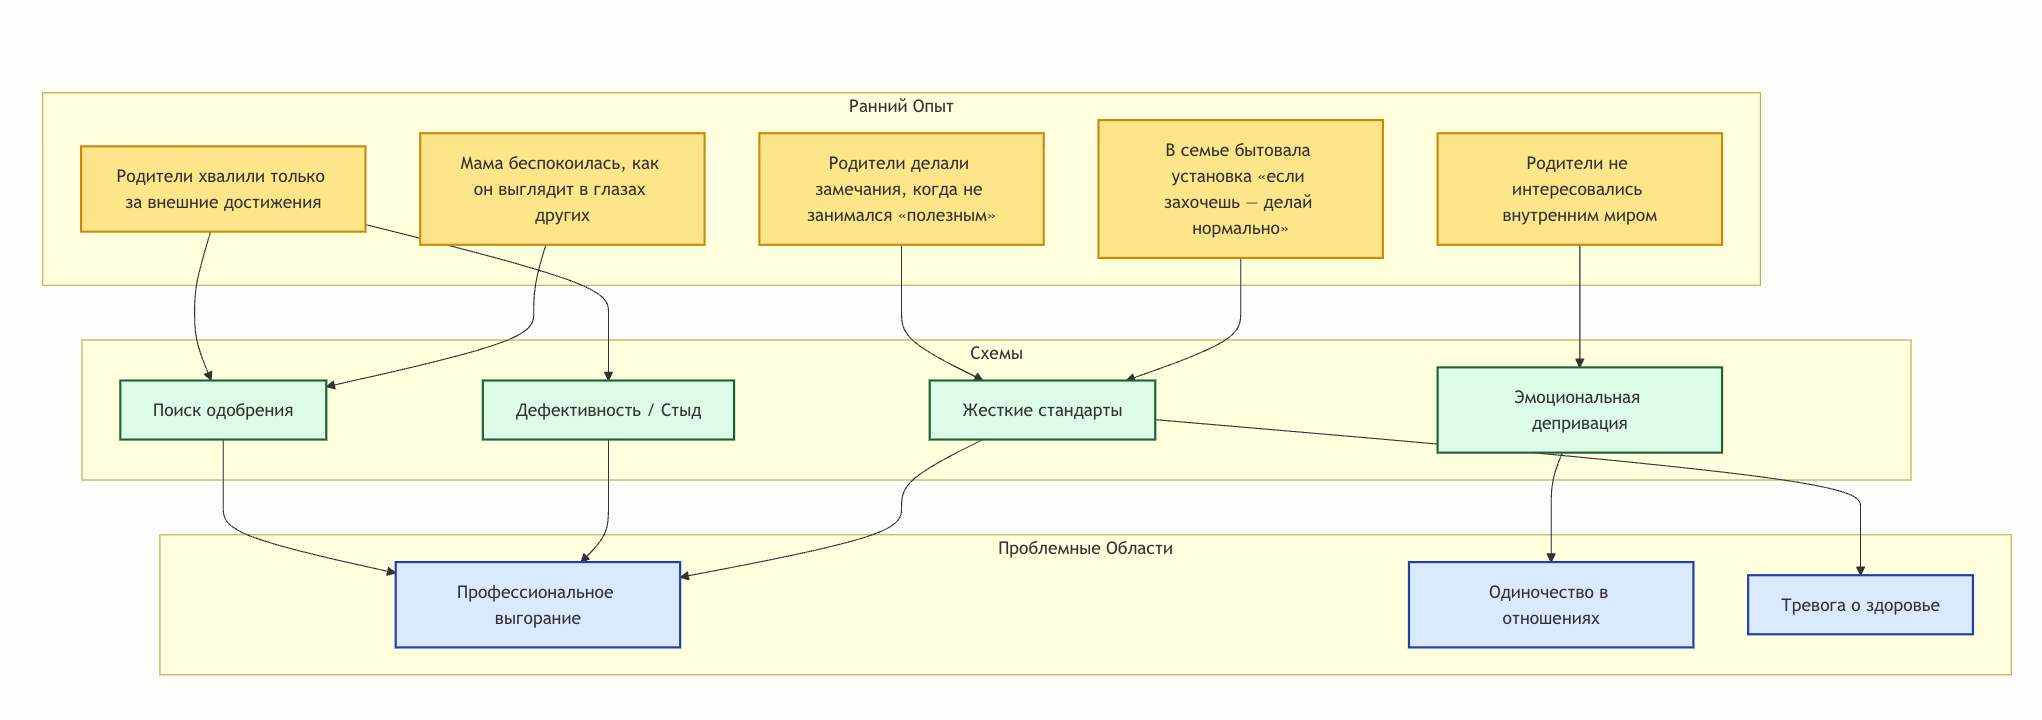 Ранний Опыт
Родители хвалили только
за внешние достижения
Мама беспокоилась, как
он выглядит в глазах
других
Родители делали
замечания, когда не
занимался «полезным»
В семье бытовала
установка «если
захочешь — делай
нормально»
Родители не
интересовались
внутренним миром
Схемы
Поиск одобрения
Дефективность / Стыд
Жесткие стандарты
Эмоциональная
депривация
Проблемные Области
Профессиональное
выгорание
Одиночество в
отношениях
Тревога о здоровье